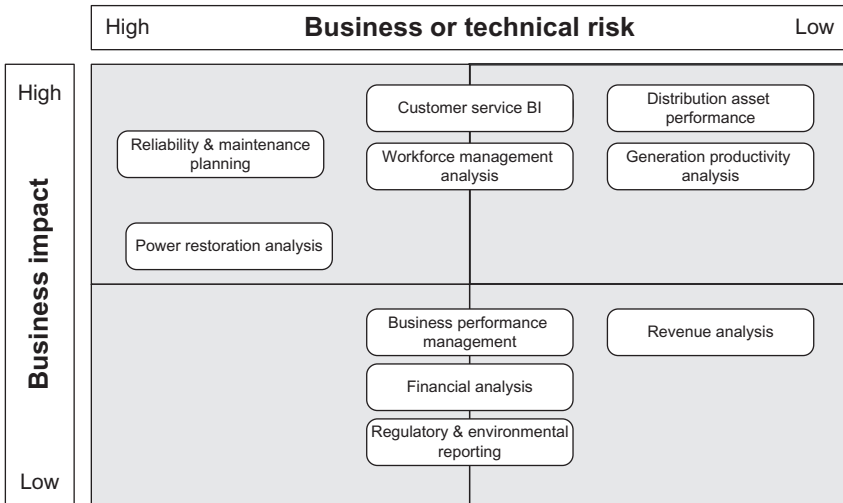 High
Business or technical risk
Low
High
Business impact
Low
Customer service BI
Distribution asset
performance
Reliability & maintenance
planning
Workforce management
analysis
Generation productivity
analysis
Power restoration analysis
Business performance
management
Revenue analysis
Financial analysis
Regulatory & environmental
reporting